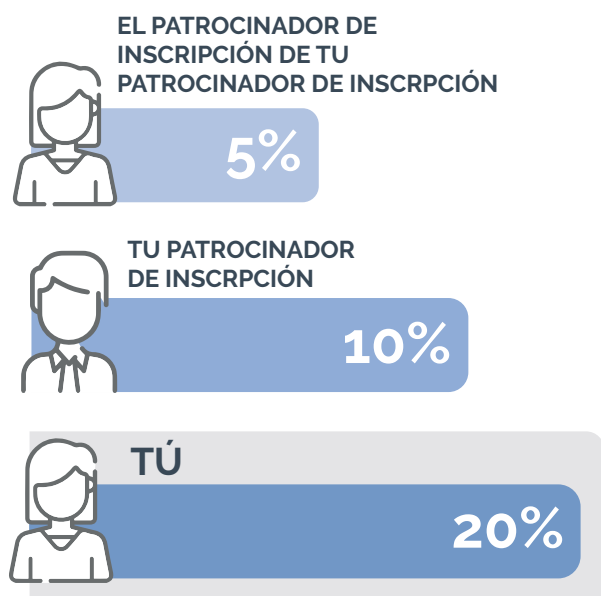 EL PATROCINADOR DE
INSCRIPCIÓN DE TU
PATROCINADOR DE INSCRPCIÓN
5%
TU PATROCINADOR
DE INSCRPCIÓN
10%
TÚ
20%